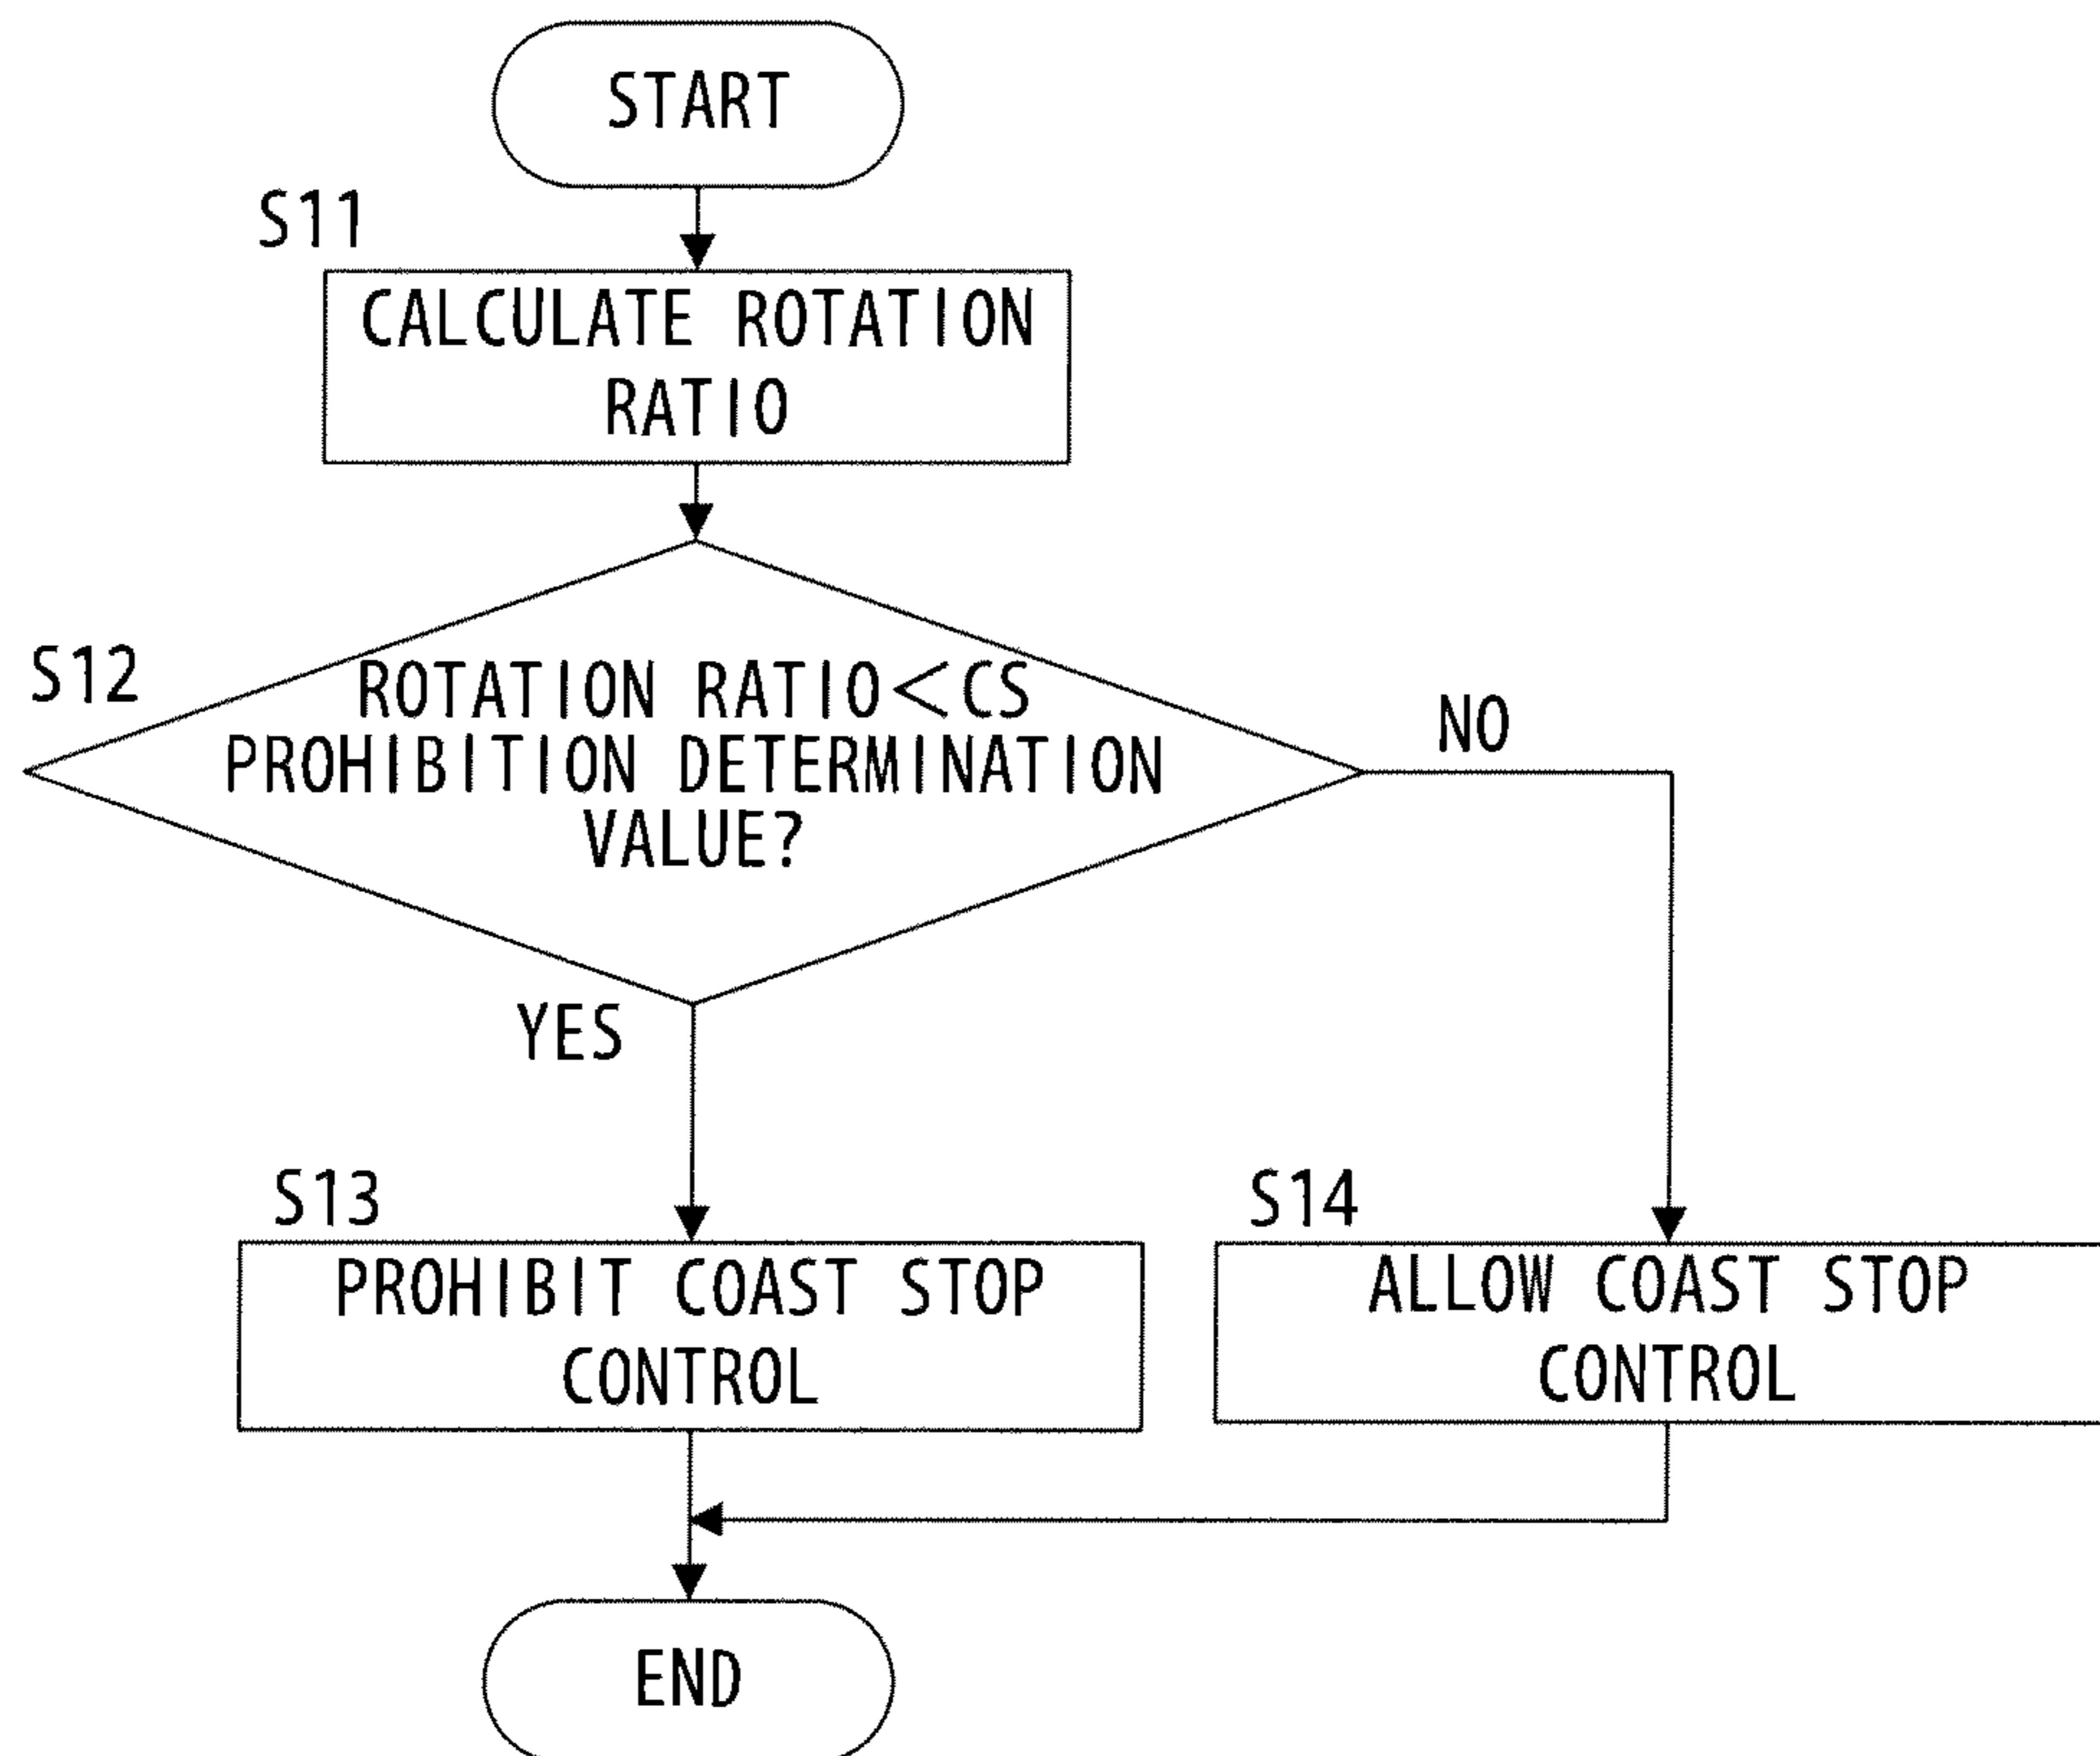 START
S11
CALCULATE ROTATION
RATIO
S12
ROTATION RATIO<CS
PROHIBITION DETERMINATION
VALUE?
NO
YES
S13
PROHIBIT COAST STOP
CONTROL
S14
ALLOW COAST STOP
CONTROL
END